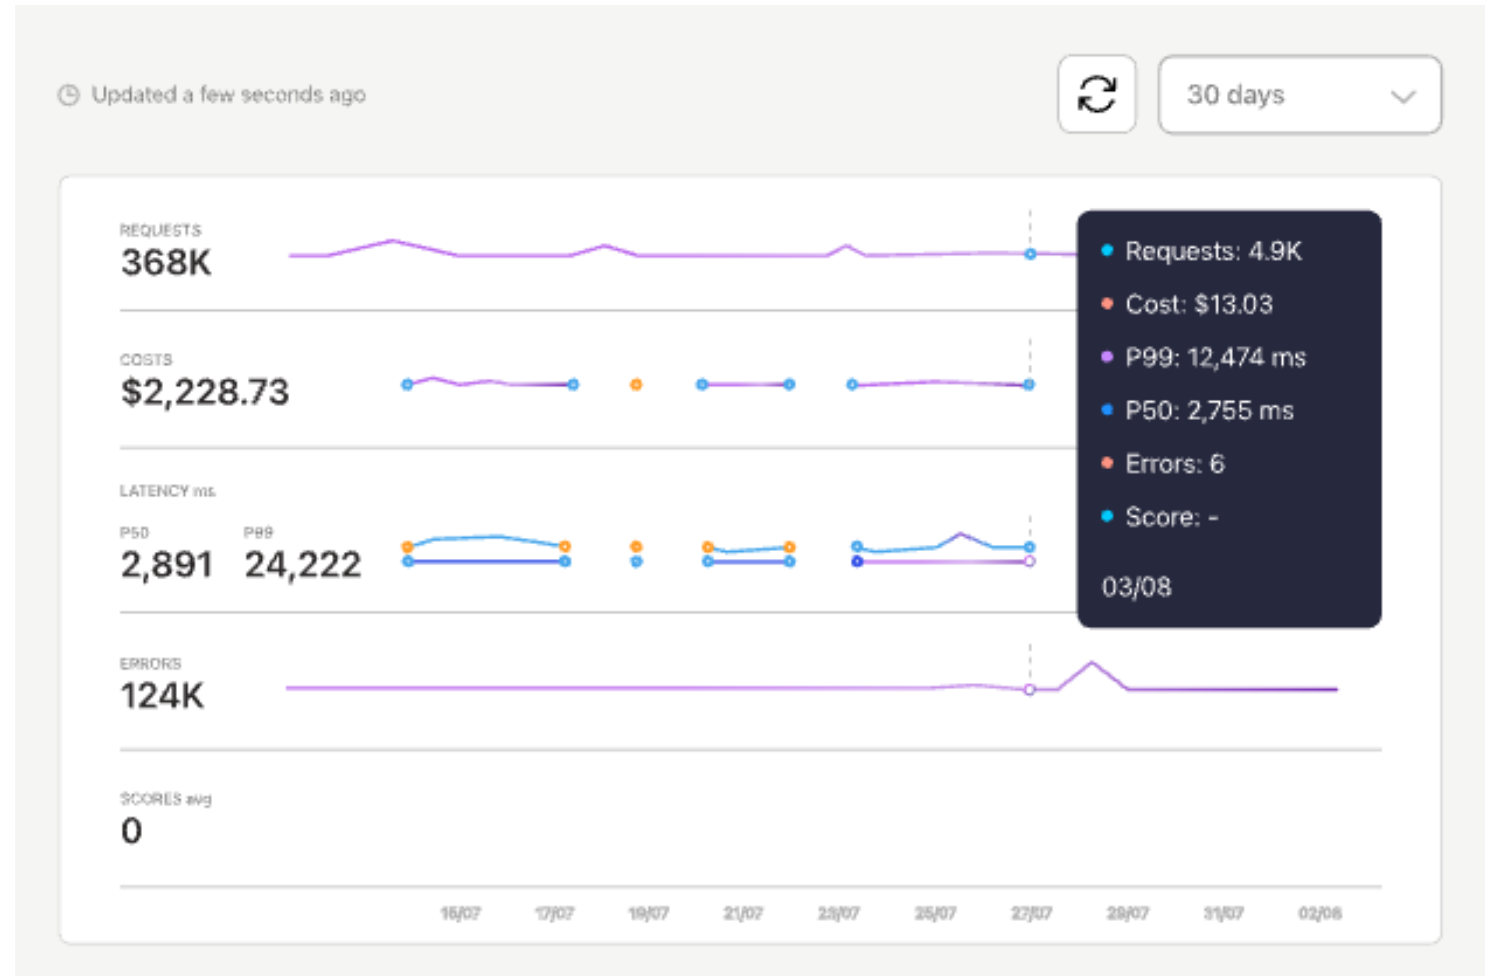 Updated a few seconds ago
30 days
REQUESTS
368K
COSTS
$2,228.73
LATENCY ms
P50 P99
2,891 24,222
ERRORS
124K
SCORES avg
0
Requests: 4.9K
Cost: $13.03
P99: 12,474 ms
P50: 2,755 ms
Errors: 6
Score: -
03/08
15/07 17/07 19/07 21/07 23/07 25/07 27/07 29/07 31/07 02/08